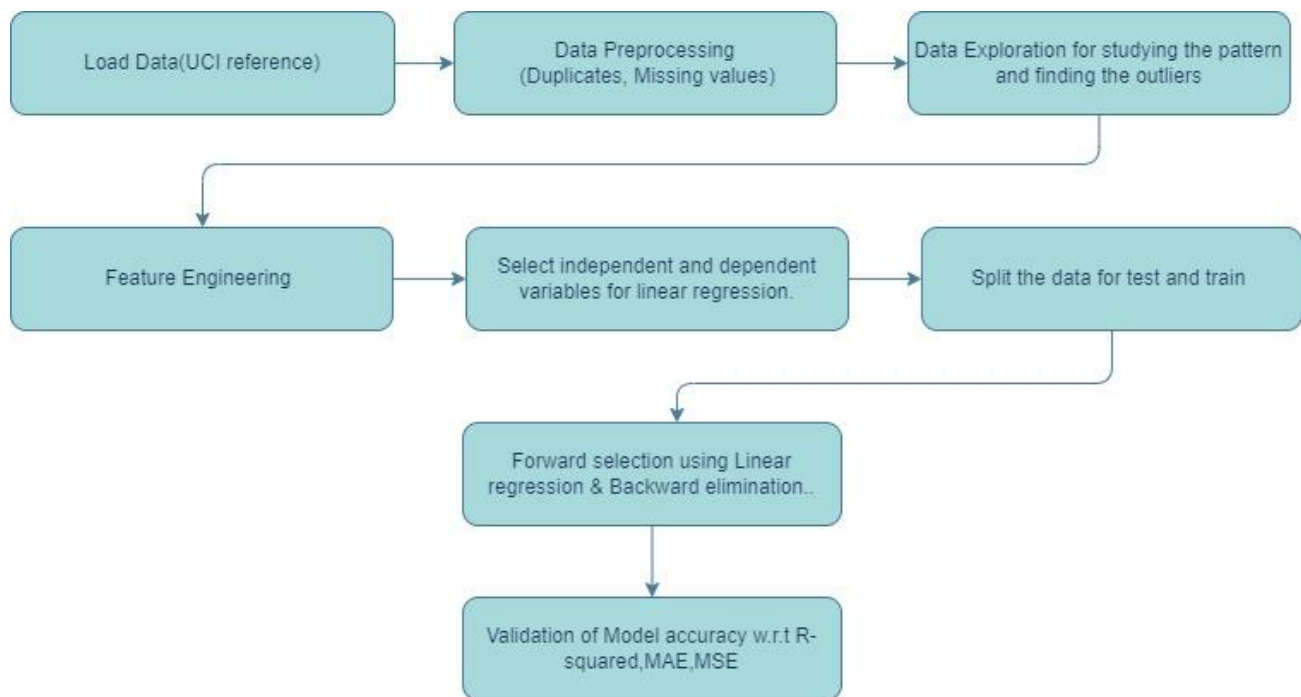 Load Data(UCI reference)
Data Preprocessing
(Duplicates, Missing values)
Data Exploration for studying the pattern
and finding the outliers
Feature Engineering
Select independent and dependent
variables for linear regression.
Split the data for test and train
Forward selection using Linear
regression & Backward elimination..
Validation of Model accuracy w.r.t R-
squared,MAE,MSE